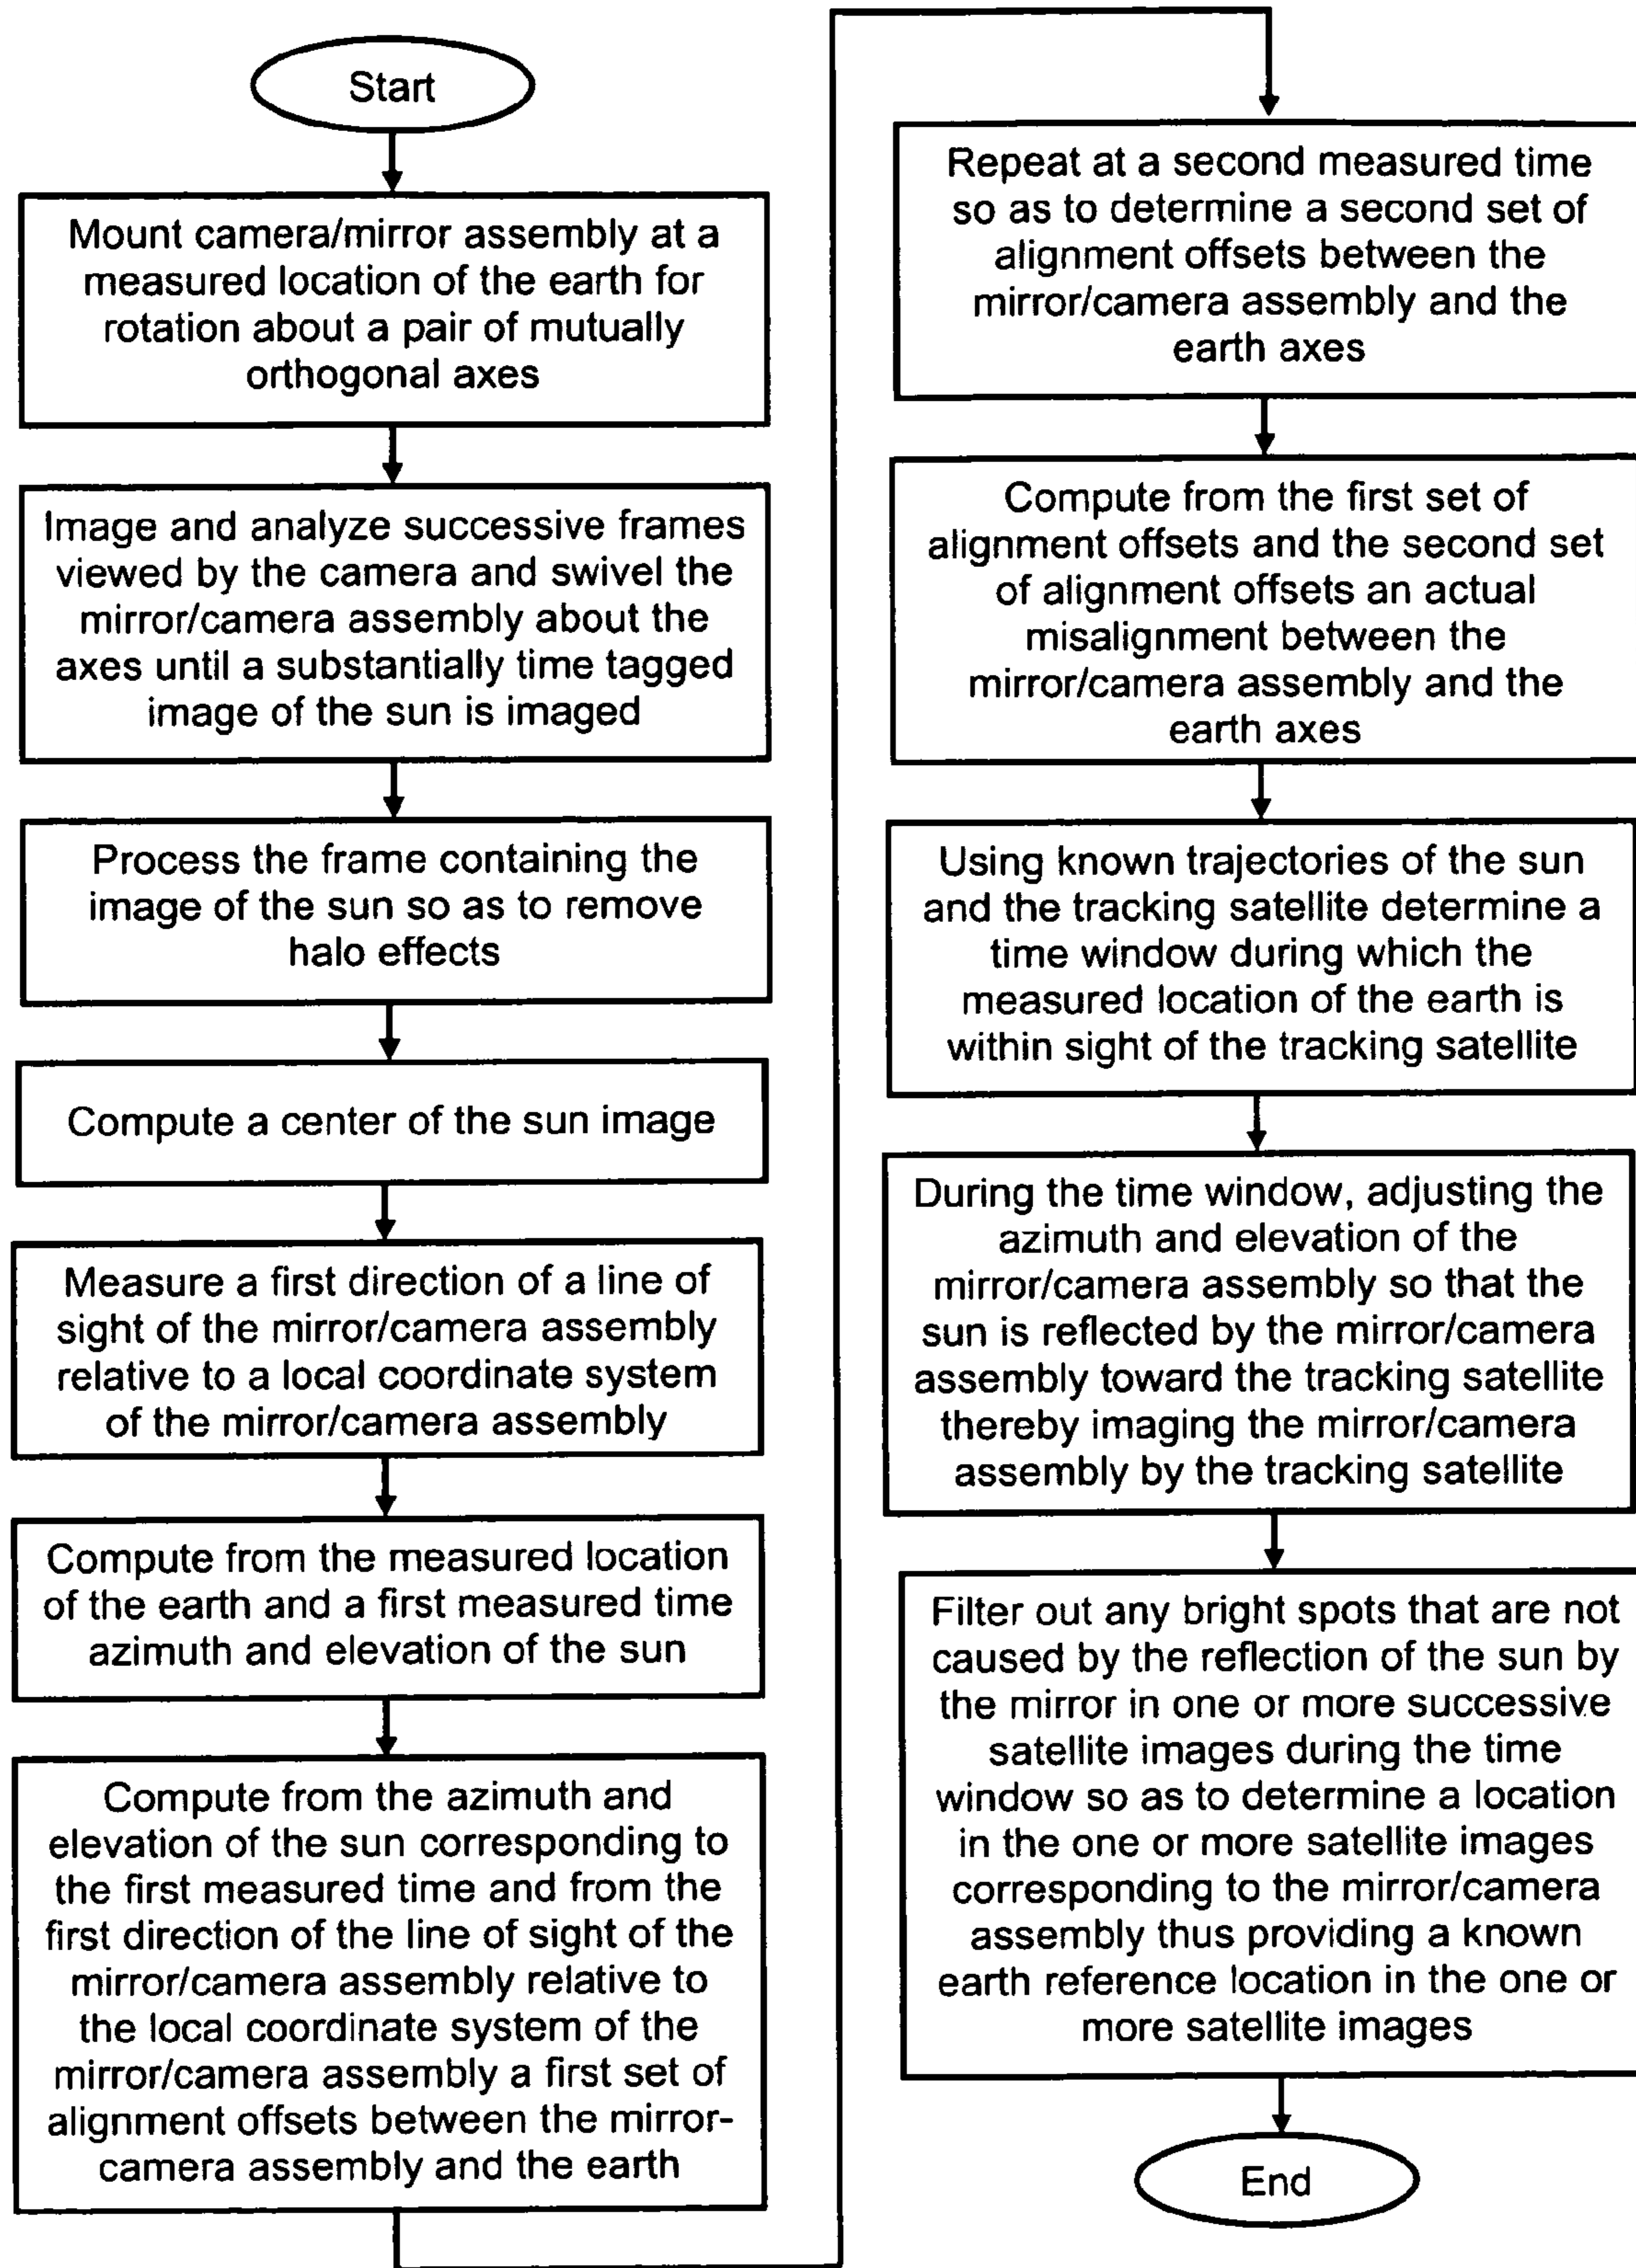 Start
Mount camera/mirror assembly at a
measured location of the earth for
rotation about a pair of mutually
orthogonal axes
Image and analyze successive frames
viewed by the camera and swivel the
mirror/camera assembly about the
axes until a substantially time tagged
image of the sun is imaged
Process the frame containing the
image of the sun so as to remove
halo effects
Compute a center of the sun image
Measure a first direction of a line of
sight of the mirror/camera assembly
relative to a local coordinate system
of the mirror/camera assembly
Compute from the measured location
of the earth and a first measured time
azimuth and elevation of the sun
Compute from the azimuth and
elevation of the sun corresponding to
the first measured time and from the
first direction of the line of sight of the
mirror/camera assembly relative to
the local coordinate system of the
mirror/camera assembly a first set of
alignment offsets between the mirror-
camera assembly and the earth
Repeat at a second measured time
so as to determine a second set of
alignment offsets between the
mirror/camera assembly and the
earth axes
Compute from the first set of
alignment offsets and the second set
of alignment offsets an actual
misalignment between the
mirror/camera assembly and the
earth axes
Using known trajectories of the sun
and the tracking satellite determine a
time window during which the
measured location of the earth is
within sight of the tracking satellite
During the time window, adjusting the
azimuth and elevation of the
mirror/camera assembly so that the
sun is reflected by the mirror/camera
assembly toward the tracking satellite
thereby imaging the mirror/camera
assembly by the tracking satellite
Filter out any bright spots that are not
caused by the reflection of the sun by
the mirror in one or more successive
satellite images during the time
window so as to determine a location
in the one or more satellite images
corresponding to the mirror/camera
assembly thus providing a known
earth reference location in the one or
more satellite images
End